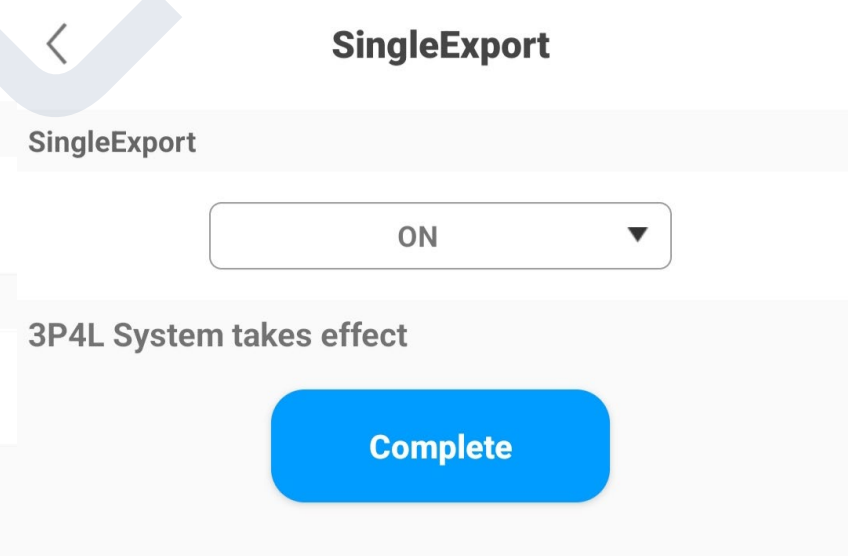 SingleExport
SingleExport
ON
3P4L System takes effect
Complete